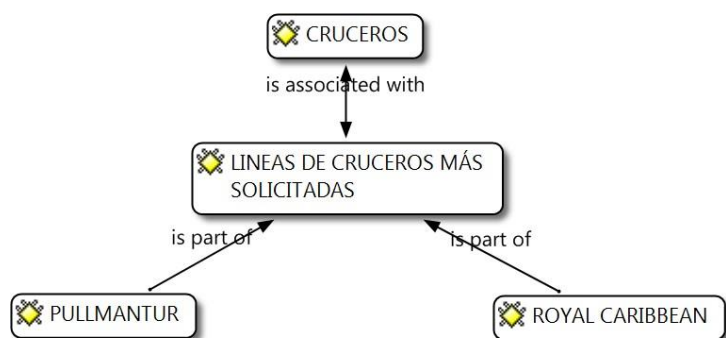 CRUCEROS
is associated with
LINEAS DE CRUCEROS MÁS
SOLICITADAS
is part of
is part of
PULLMANTUR
ROYAL CARIBBEAN